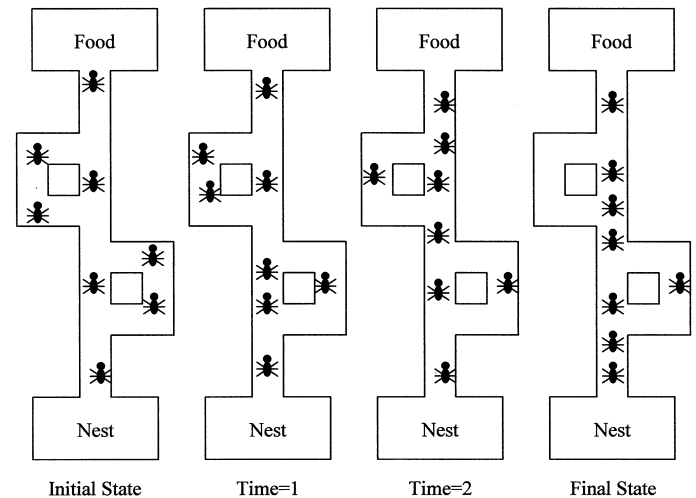 Food Food Food Food
Nest Nest Nest Nest
Initial State Time=1 Time=2 Final State